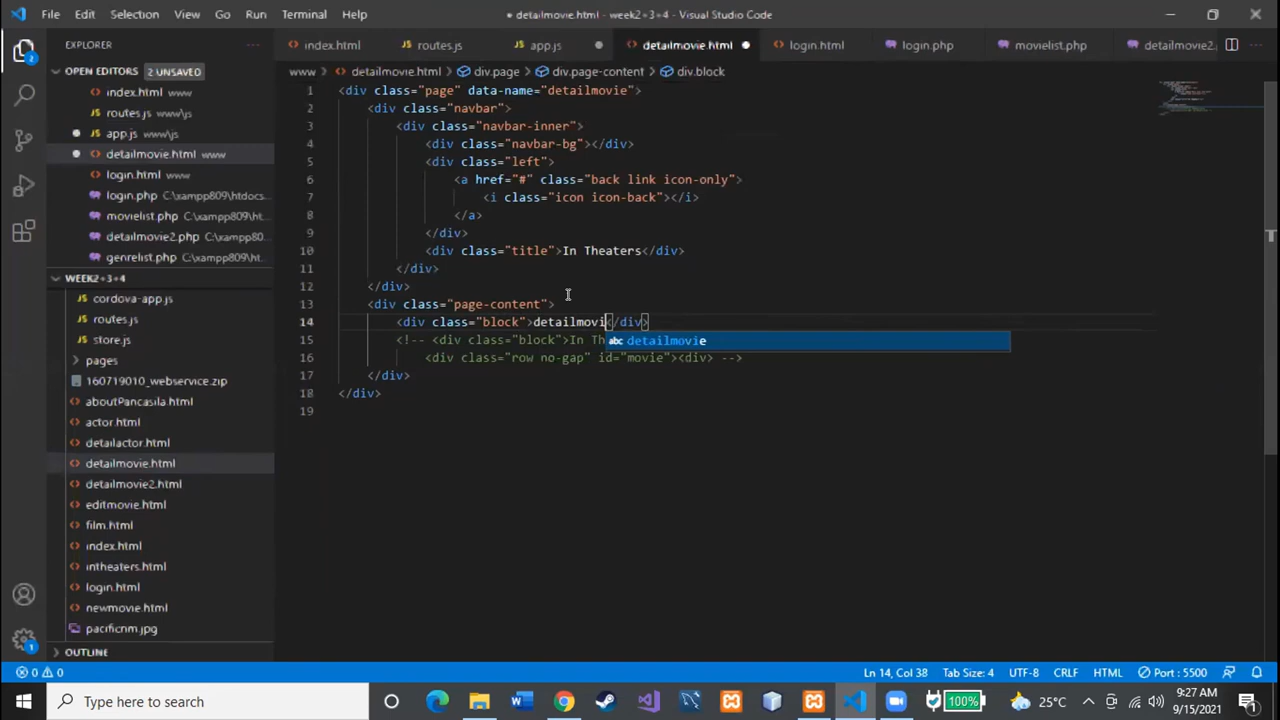 File Edit Selection View Go Run Terminal Help
● detailmovie.html - week2+3+4 - Visual Studio Code
EXPLORER
index.html routes.js app.js detailmovie.html login.html login.php movielist.php detailmovie2.
OPEN EDITORS 2 UNSAVED
www > detailmovie.html > div.page > div.page-content > div.block
index.html www
routes.js www\js
app.js www\js
detailmovie.html www
login.html www
login.php C:\xampp809\htdocs...
movielist.php C:\xampp809\h...
detailmovie2.php C:\xampp80...
genrelist.php C:\xampp809\h...
WEEK2+3+4
cordova-app.js
routes.js
store.js
pages
160719010_webservice.zip
aboutPancasila.html
actor.html
detailactor.html
detailmovie.html
detailmovie2.html
editmovie.html
film.html
index.html
intheaters.html
login.html
newmovie.html
pacificrim.jpg
OUTLINE
1 <div class="page" data-name="detailmovie">
2 <div class="navbar">
3 <div class="navbar-inner">
4 <div class="navbar-bg"></div>
5 <div class="left">
6 <a href="#" class="back link icon-only">
7 <i class="icon icon-back"></i>
8 </a>
9 </div>
10 <div class="title">In Theaters</div>
11 </div>
12 </div>
13 <div class="page-content">
14 <div class="block">detailmovi</div>
15 <!-- <div class="block">In Th
abc detailmovie
16 <div class="row no-gap" id="movie"><div> -->
17 </div>
18 </div>
19
0 0
Ln 14, Col 38 Tab Size: 4 UTF-8 CRLF HTML Port : 5500
Type here to search
100%
25°C
9:27 AM
9/15/2021